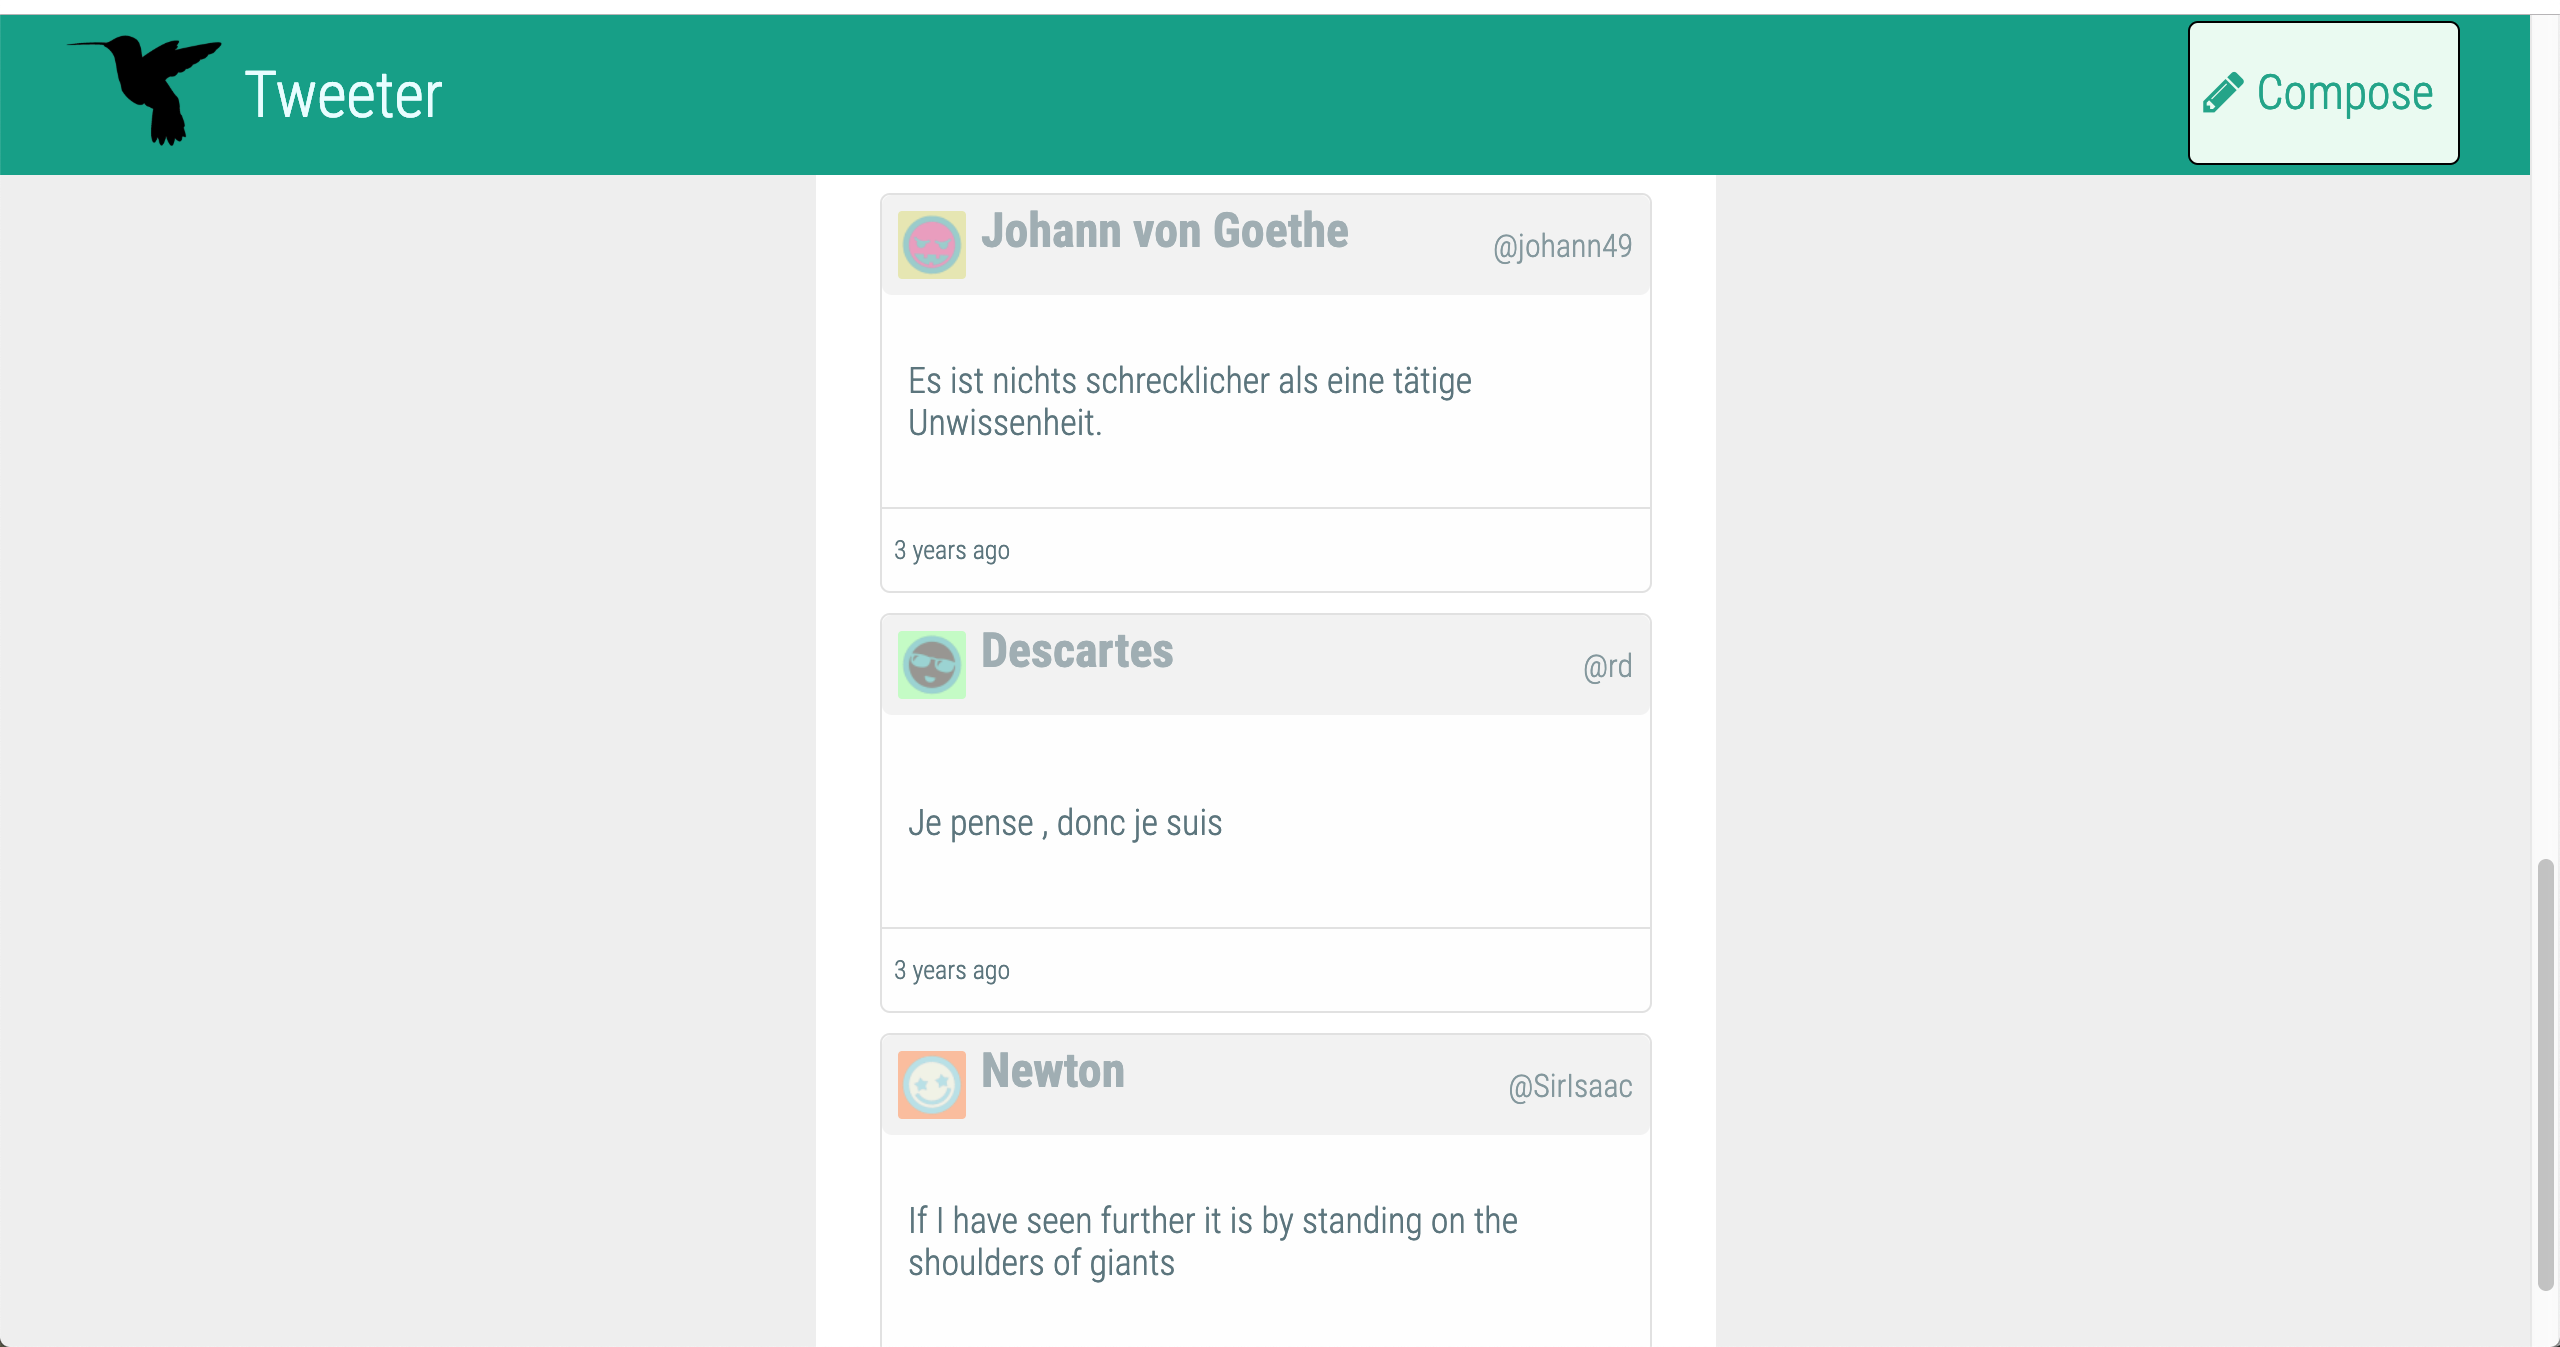 Tweeter
Compose
Johann von Goethe
@johann49
Es ist nichts schrecklicher als eine tätige
Unwissenheit.
3 years ago
Descartes
@rd
Je pense , donc je suis
3 years ago
Newton
@SirIsaac
If I have seen further it is by standing on the
shoulders of giants